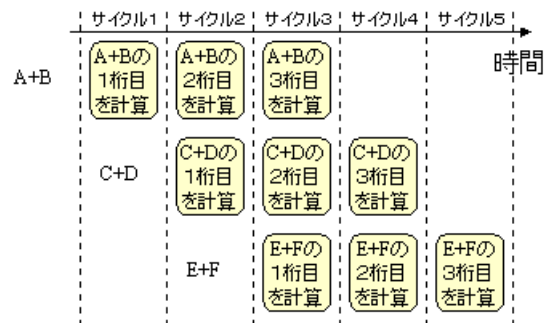 サイクル1 サイクル2 サイクル3 サイクル4 サイクル5
時間
A+B
A+Bの
1桁目
を計算
A+Bの
2桁目
を計算
A+Bの
3桁目
を計算
C+D
C+Dの
1桁目
を計算
C+Dの
2桁目
を計算
C+Dの
3桁目
を計算
E+F
E+Fの
1桁目
を計算
E+Fの
2桁目
を計算
E+Fの
3桁目
を計算